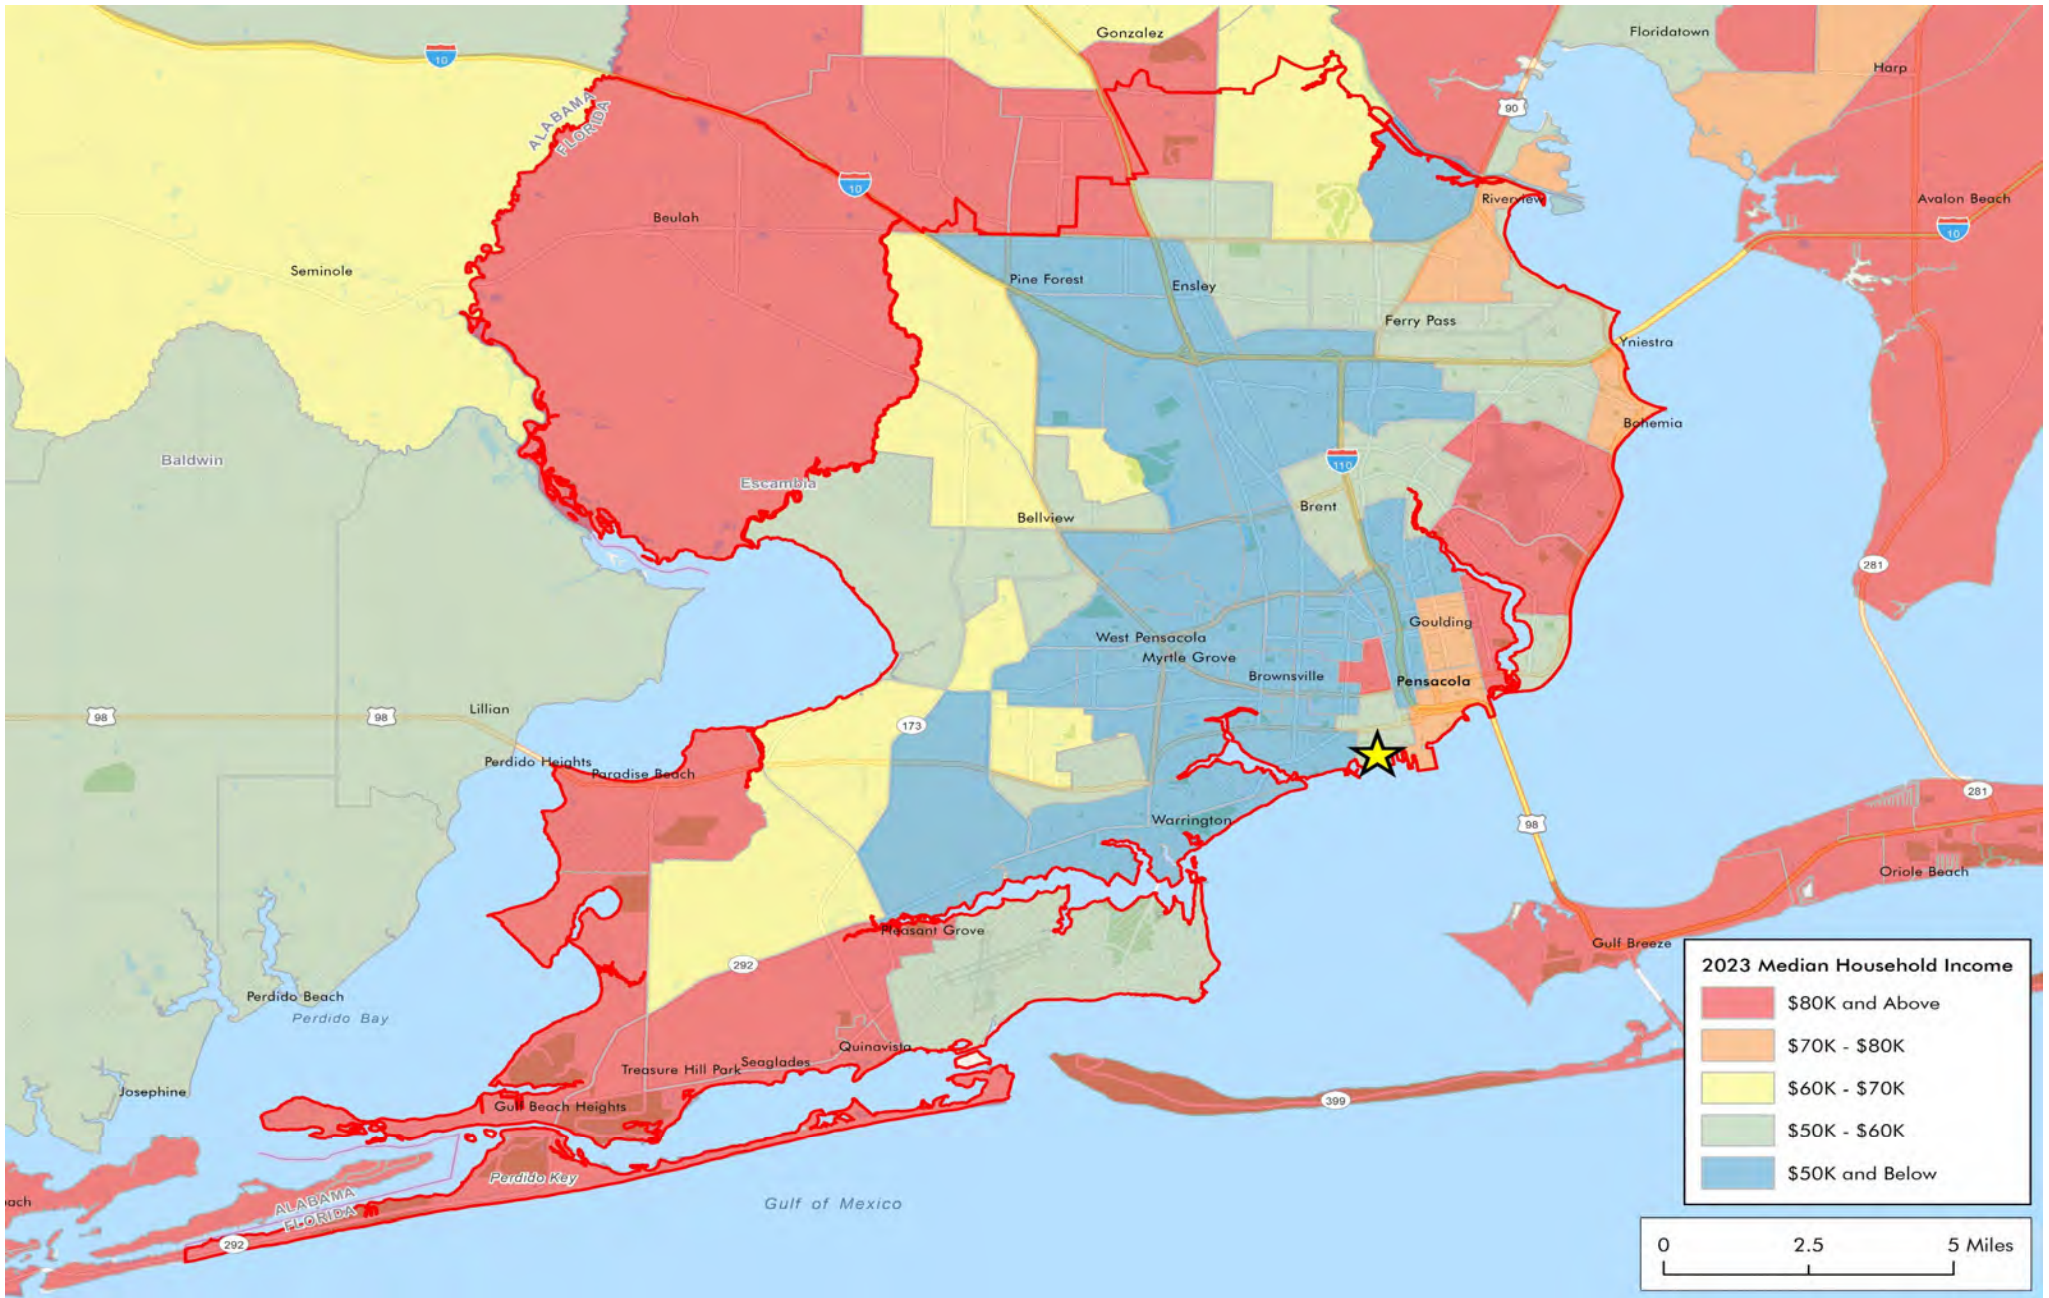 Gonzalez
Floridatown
10
Harp
90
ALABAMA
FLORIDA
10
Riverview
Avalon Beach
Beulah
10
Seminole
Pine Forest
Ensley
Ferry Pass
Yniestra
Bohemia
Baldwin
110
Escambia
Brent
Bellview
281
Goulding
West Pensacola
Myrtle Grove
Brownsville
Pensacola
Lillian
98
98
173
Perdido Heights
Paradise Beach
281
Warrington
98
Oriole Beach
Pleasant Grove
Gulf Breeze
292
Perdido Beach
Perdido Bay
Quinavista
Seaglades
Treasure Hill Park
Josephine
Gulf Beach Heights
399
Perdido Key
ach
ALABAMA
FLORIDA
Gulf of Mexico
292
2023 Median Household Income
$80K and Above
$70K - $80K
$60K - $70K
$50K - $60K
$50K and Below
0 2.5 5 Miles